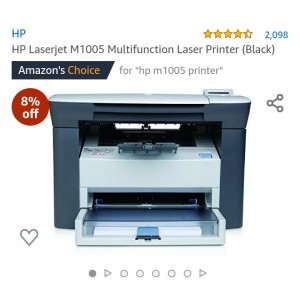 HP
2,098
HP Laserjet M1005 Multifunction Laser Printer (Black)
Amazon's Choice for "hp m1005 printer"
8%
off